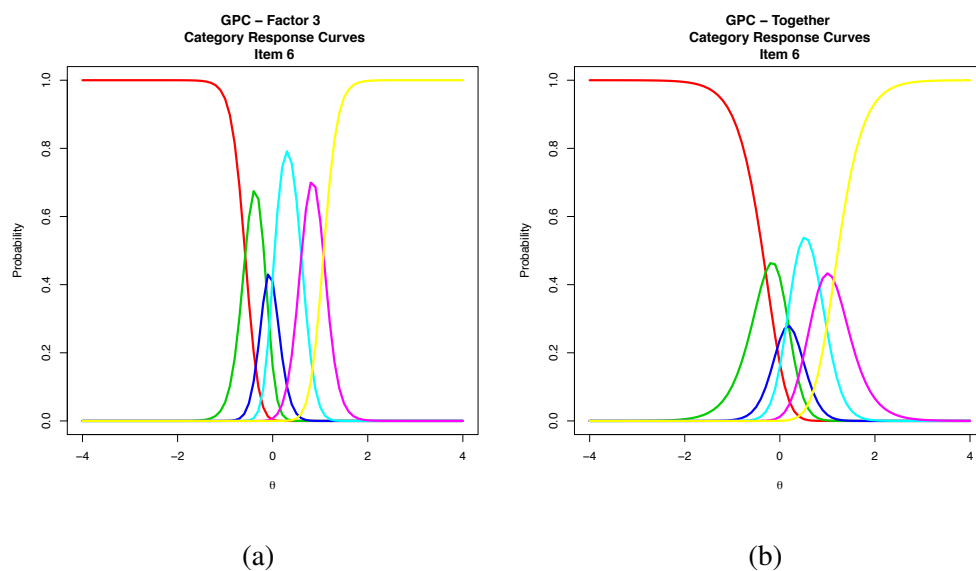 GPC − Factor 3
Category Response Curves
Item 6
Probability
1.0
0.8
0.6
0.4
0.2
0.0
−4
−2
0
2
4
θ
(a)
GPC − Together
Category Response Curves
Item 6
Probability
1.0
0.8
0.6
0.4
0.2
0.0
−4
−2
0
2
4
θ
(b)